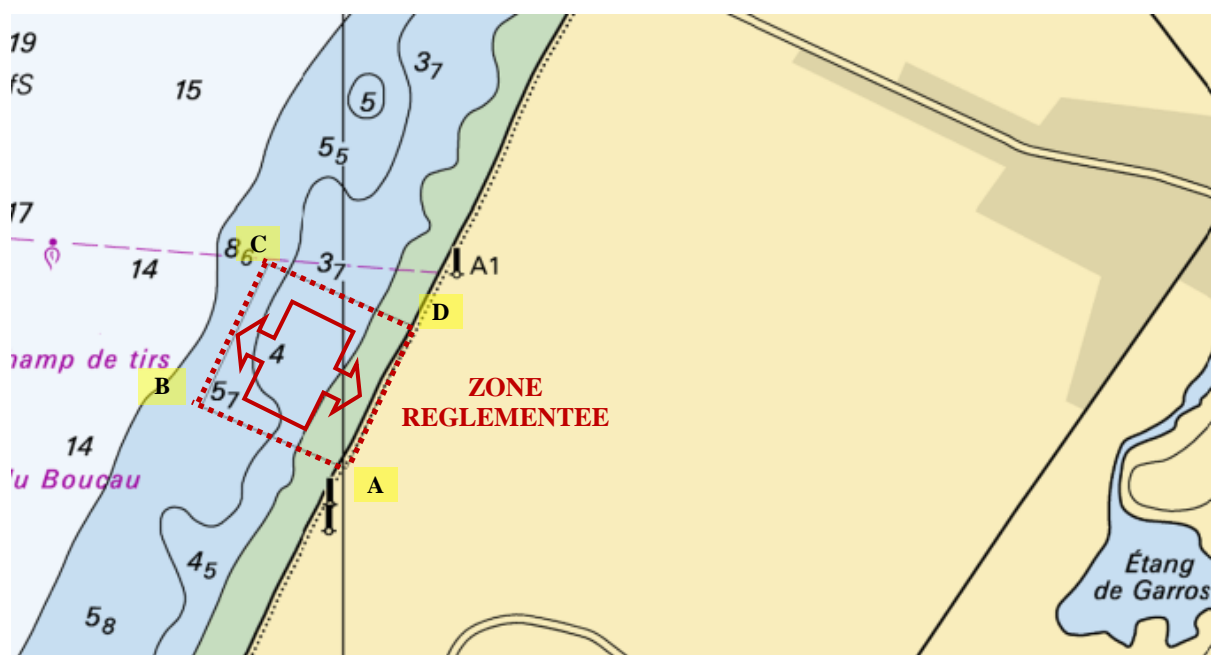 19
fS
15
3₇
5
5₅
17
8₆
C
3₇
14
A1
D
hamp de tirs
4
B
5₇
ZONE
REGLEMENTEE
14
u Boucau
A
4₅
5₈
Étang
de Garros